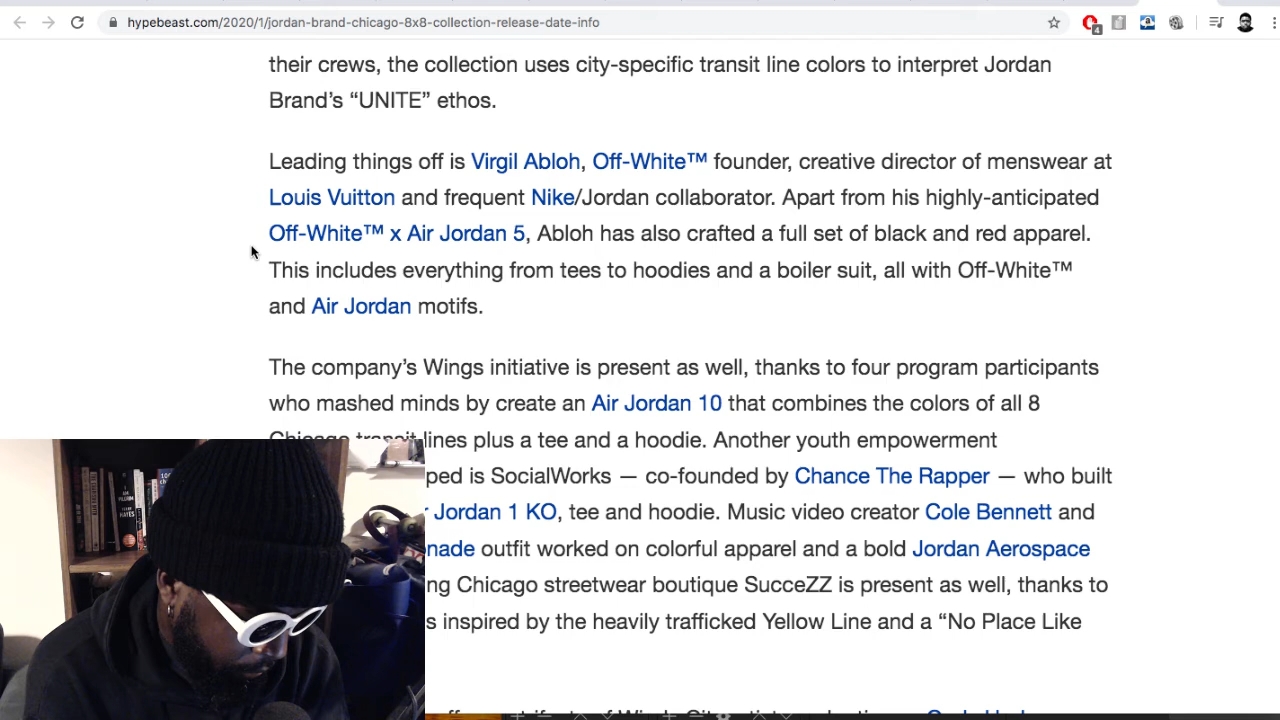 hypebeast.com/2020/1/jordan-brand-chicago-8x8-collection-release-date-info
4
their crews, the collection uses city-specific transit line colors to interpret Jordan
Brand’s “UNITE” ethos.
Leading things off is Virgil Abloh, Off-White™ founder, creative director of menswear at
Louis Vuitton and frequent Nike/Jordan collaborator. Apart from his highly-anticipated
Off-White™ x Air Jordan 5, Abloh has also crafted a full set of black and red apparel.
This includes everything from tees to hoodies and a boiler suit, all with Off-White™
and Air Jordan motifs.
The company’s Wings initiative is present as well, thanks to four program participants
who mashed minds by create an Air Jordan 10 that combines the colors of all 8
Chicago transit lines plus a tee and a hoodie. Another youth empowerment
ped is SocialWorks — co-founded by Chance The Rapper — who built
Jordan 1 KO, tee and hoodie. Music video creator Cole Bennett and
nade outfit worked on colorful apparel and a bold Jordan Aerospace
ng Chicago streetwear boutique SucceZZ is present as well, thanks to
s inspired by the heavily trafficked Yellow Line and a “No Place Like
I AM PILGRIM
HAYES